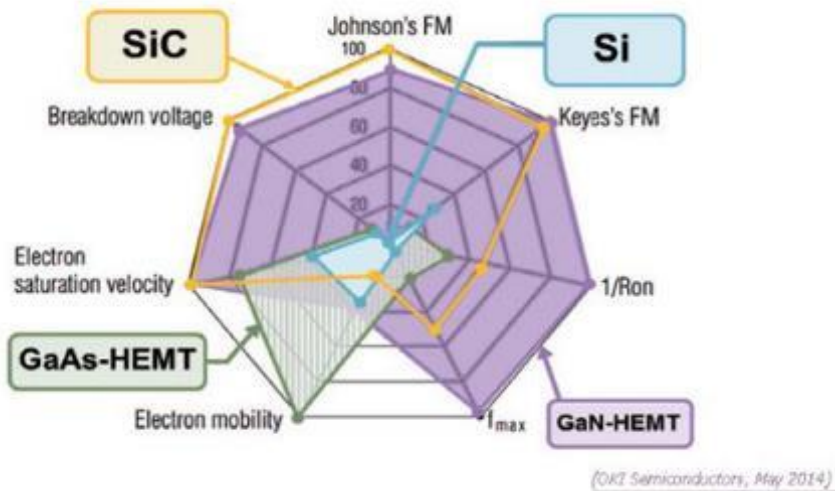 Johnson's FM
SiC
Si
100
80
60
40
20
Breakdown voltage
Keyes's FM
Electron
saturation velocity
1/Ron
GaAs-HEMT
Electron mobility
fmax
GaN-HEMT
(OKI Semiconductors, May 2014)